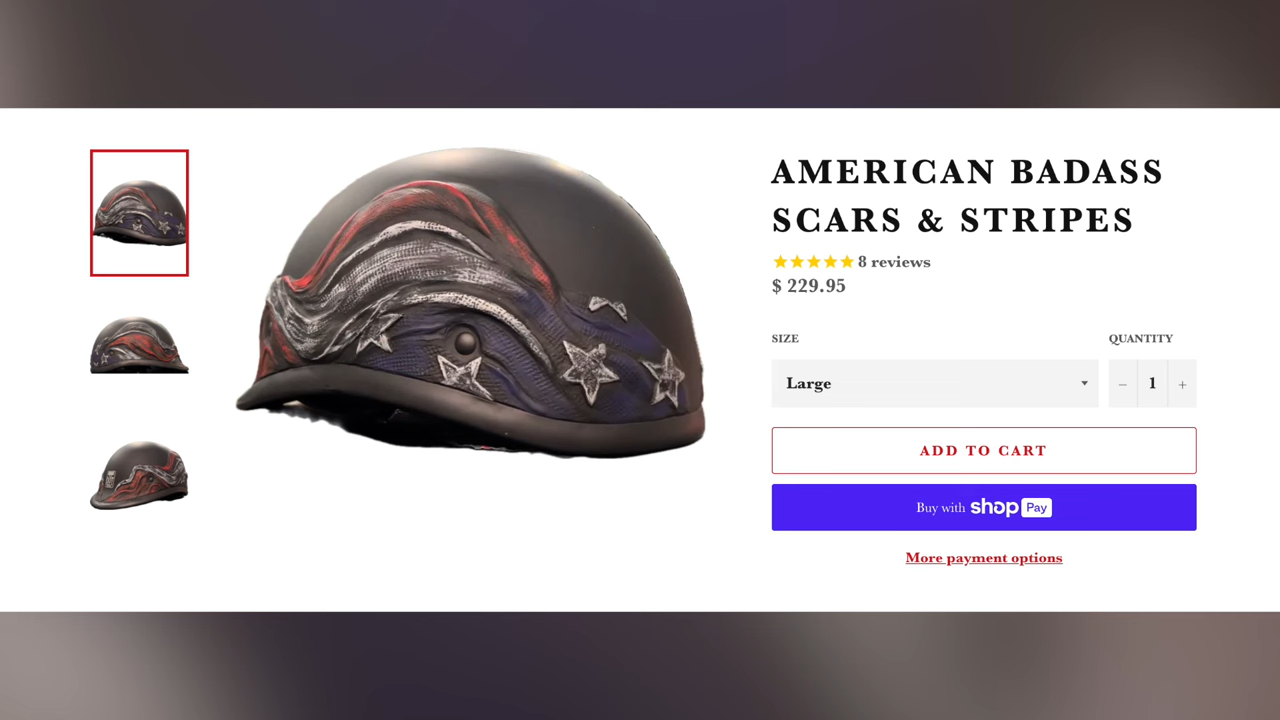 AMERICAN BADASS
SCARS & STRIPES
8 reviews
$ 229.95
SIZE
QUANTITY
Large
− 1 +
ADD TO CART
Buy with shop Pay
More payment options